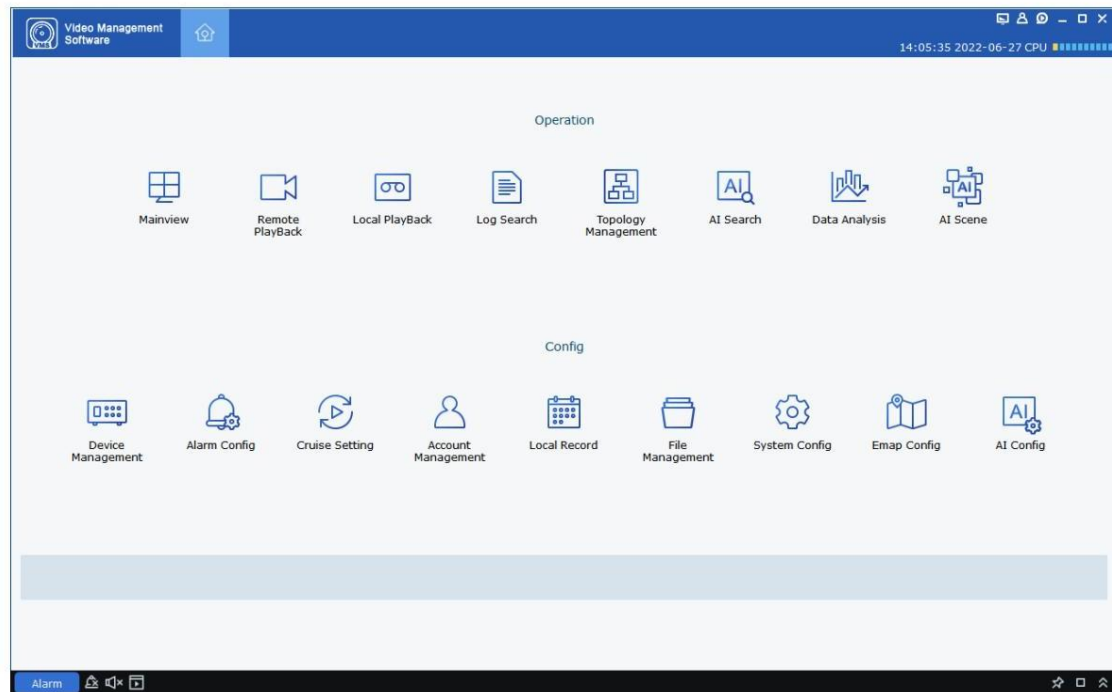 Video Management
Software
14:05:35 2022-06-27 CPU
Operation
Mainview
Remote
PlayBack
Local PlayBack
Log Search
Topology
Management
AI Search
Data Analysis
AI Scene
Config
Device
Management
Alarm Config
Cruise Setting
Account
Management
Local Record
File
Management
System Config
Emap Config
AI Config
Alarm